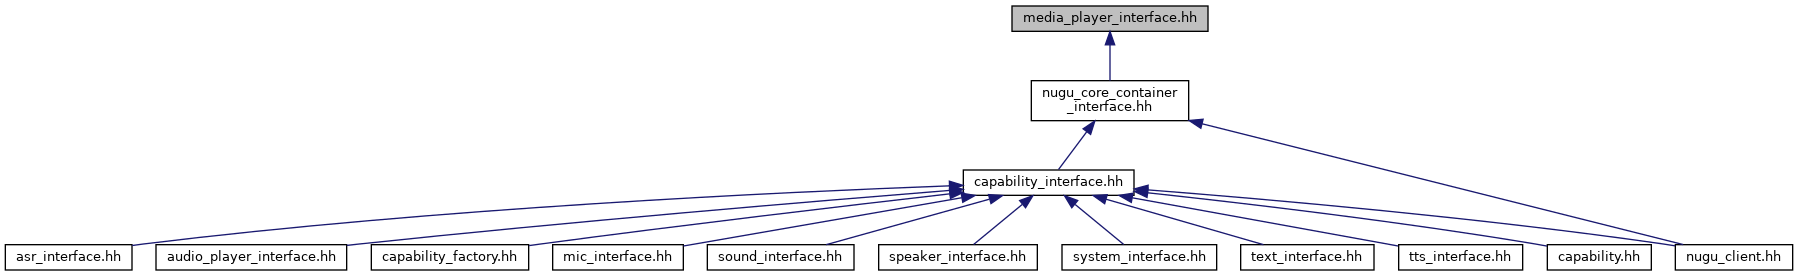 media_player_interface.hh
nugu_core_container
_interface.hh
capability_interface.hh
asr_interface.hh
audio_player_interface.hh
capability_factory.hh
mic_interface.hh
sound_interface.hh
speaker_interface.hh
system_interface.hh
text_interface.hh
tts_interface.hh
capability.hh
nugu_client.hh